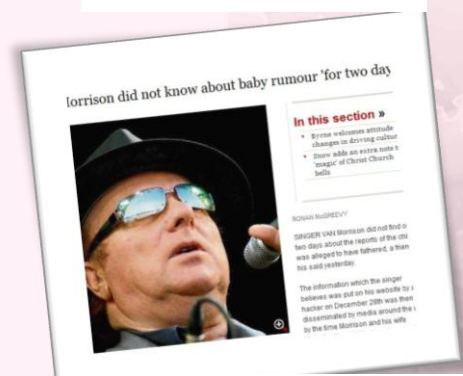 orrison did not know about baby rumour 'for two day
In this section »
• Byrne welcomes attitude
changes in driving cultur
• Snow adds an extra note t
'magic' of Christ Church
bells
RONAN McGREEVY
SINGER VAN Morrison did not find o
two days about the reports of the chi
was alleged to have fathered, a frien
his said yesterday.
The information which the singer
believes was put on his website by
hacker on December 28th was then
disseminated by media around the
by the time Morrison and his wife